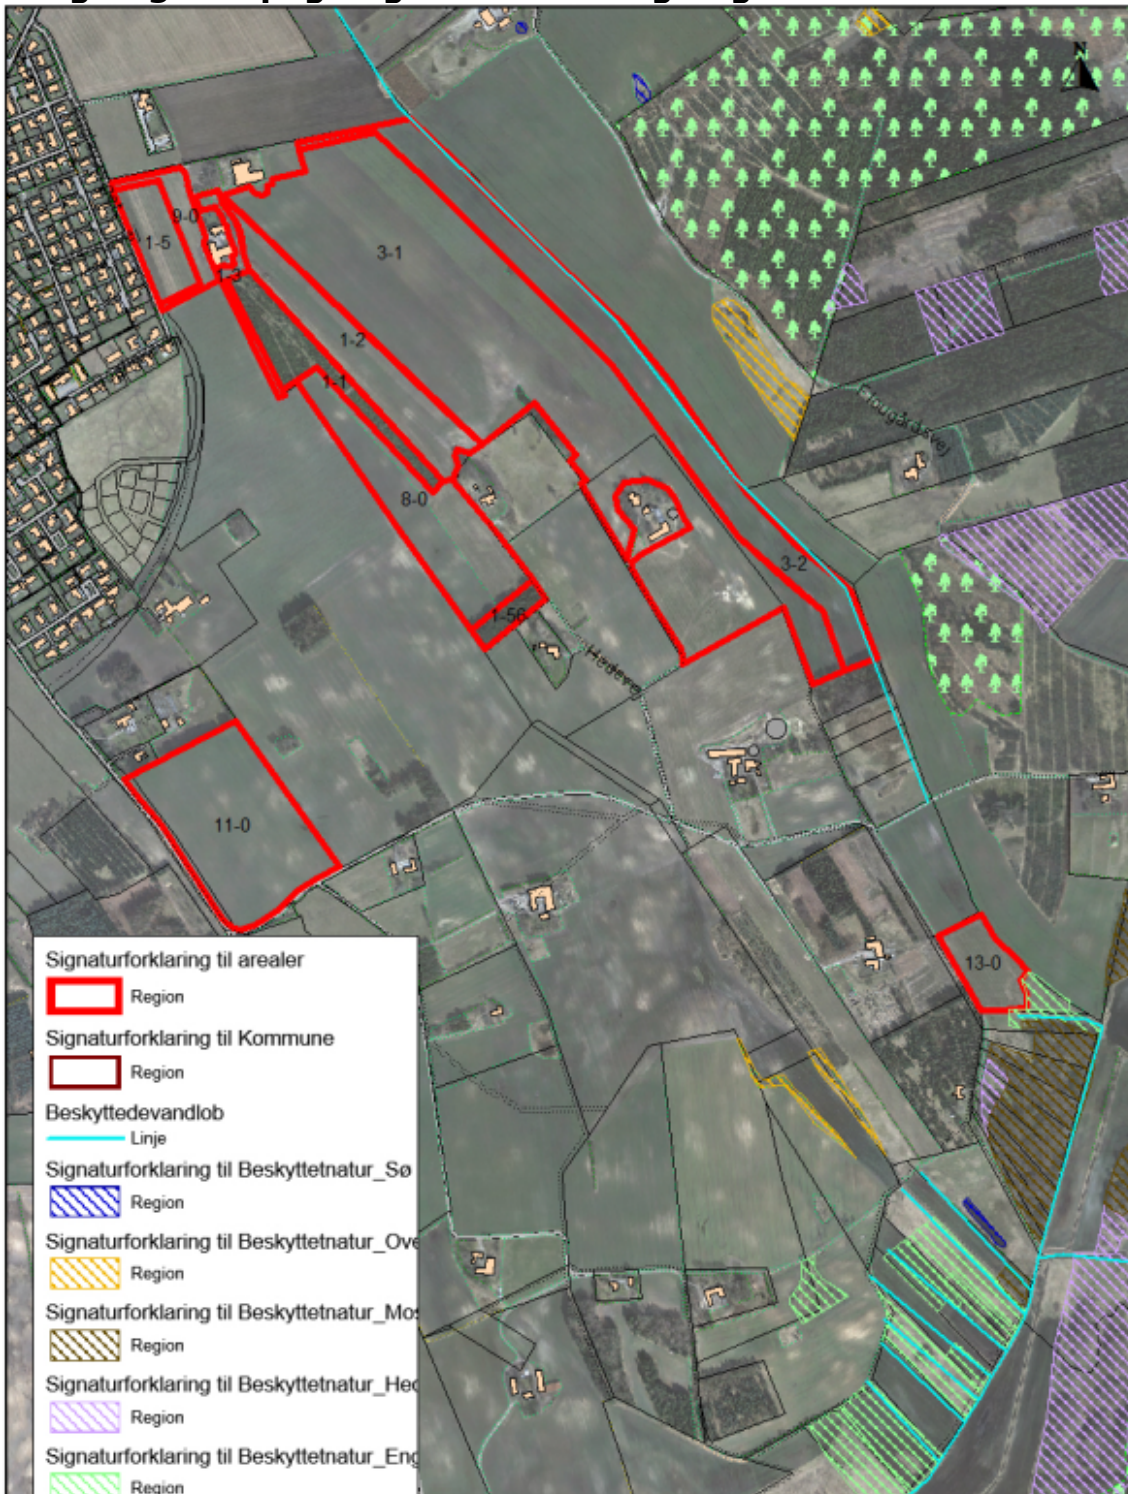 N
9-0
1-5
1-3
3-1
1-2
1-1
8-0
3-2
1-56
Hedevej
11-0
13-0
Signaturforklaring til arealer
Region
Signaturforklaring til Kommune
Region
Beskyttedevandlob
Linje
Signaturforklaring til Beskyttetnatur_Sø
Region
Signaturforklaring til Beskyttetnatur_Ove
Region
Signaturforklaring til Beskyttetnatur_Mos
Region
Signaturforklaring til Beskyttetnatur_Hed
Region
Signaturforklaring til Beskyttetnatur_Eng
Region